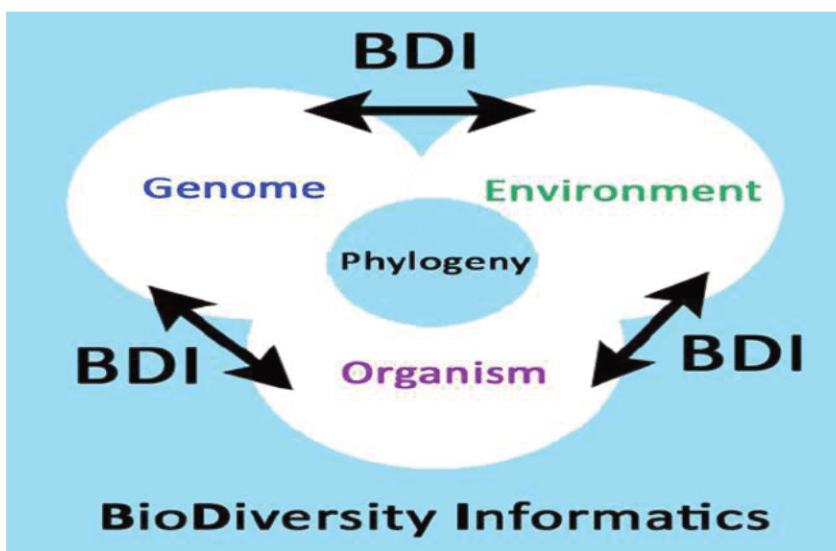 BDI
Genome
Environment
Phylogeny
BDI
Organism
BDI
BioDiversity Informatics